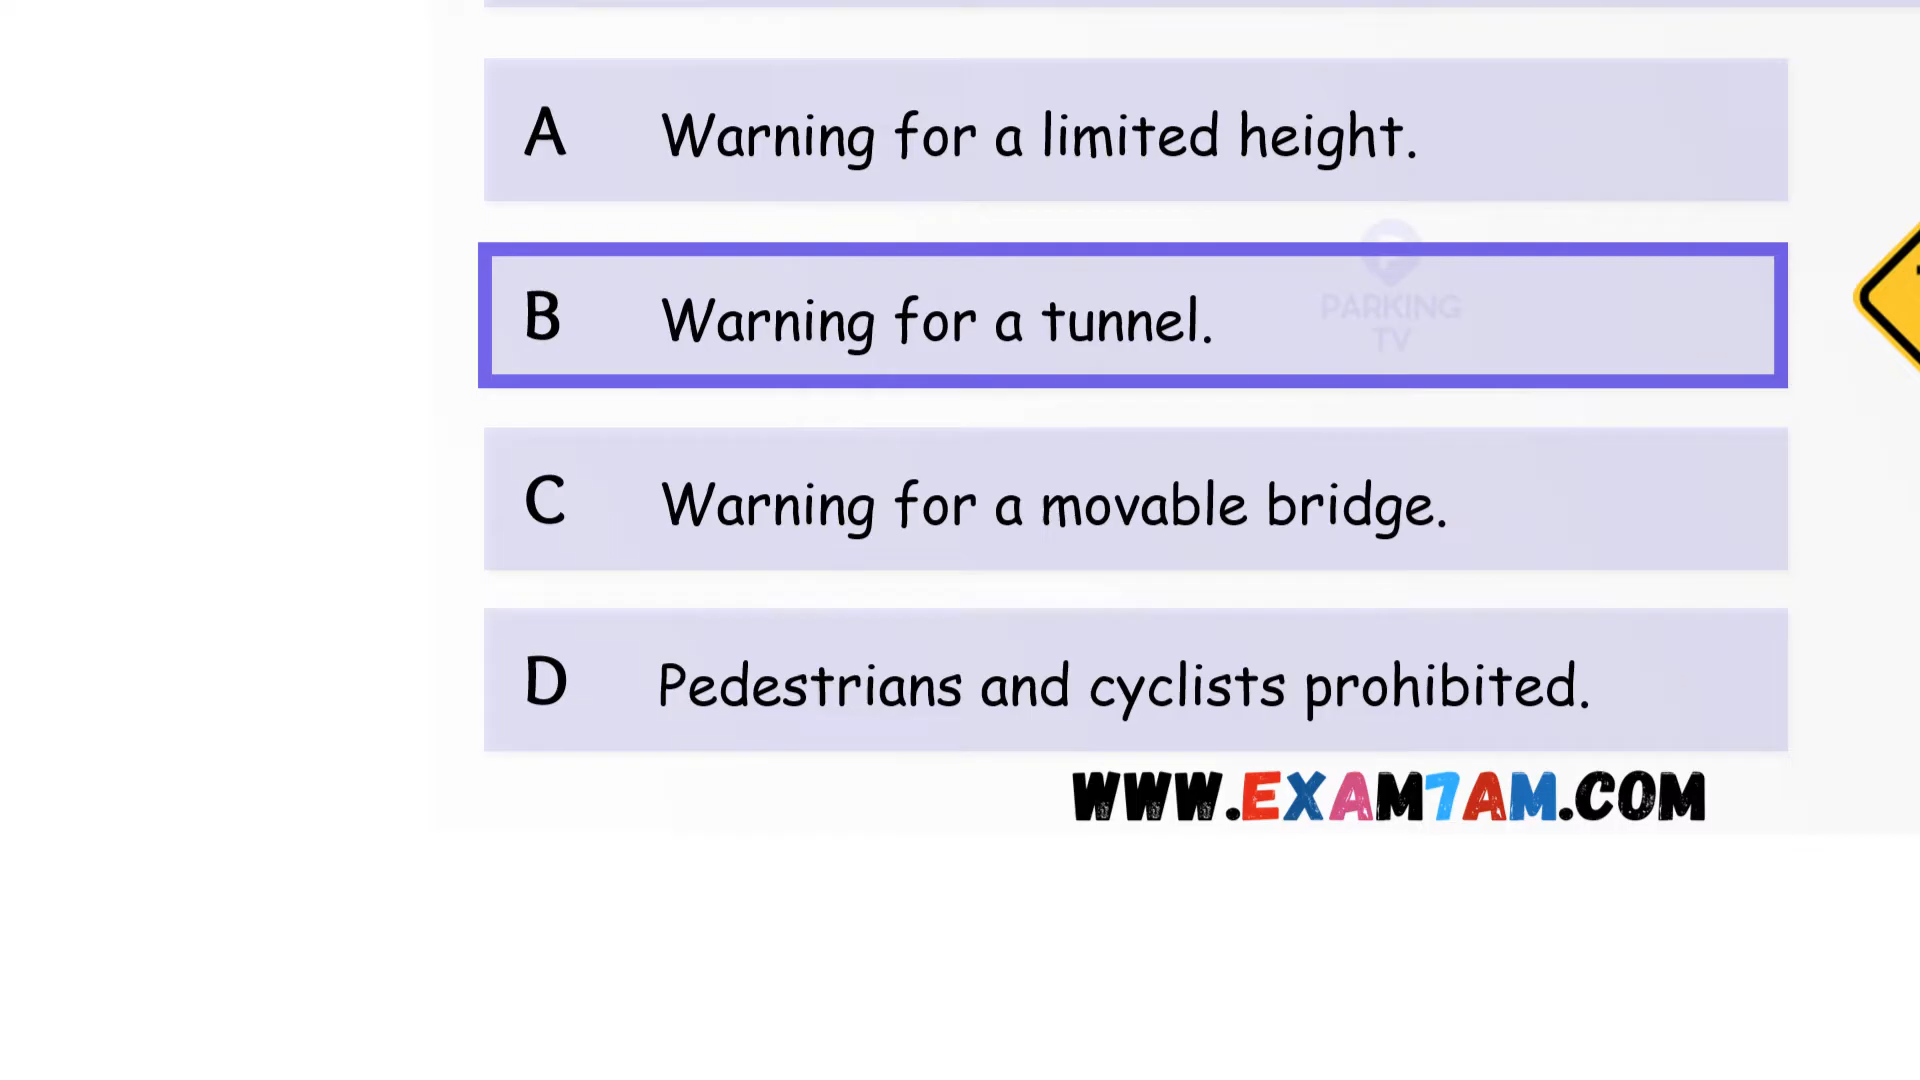 A Warning for a limited height.
B Warning for a tunnel.
PARKING
TV
C Warning for a movable bridge.
D Pedestrians and cyclists prohibited.
WWW.EXAM7AM.COM